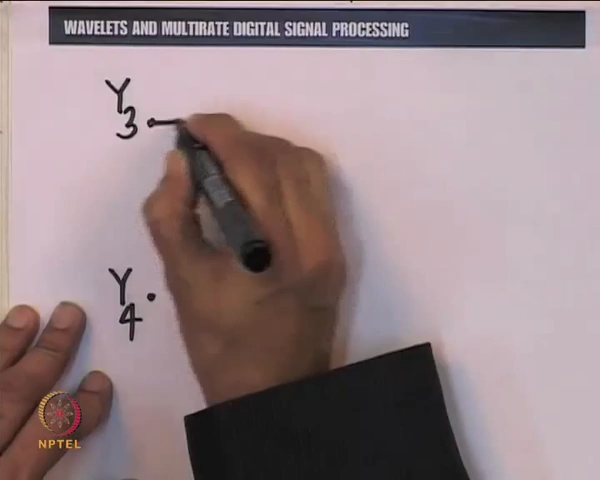 WAVELETS AND MULTIRATE DIGITAL SIGNAL PROCESSING
Y3
Y4
NPTEL